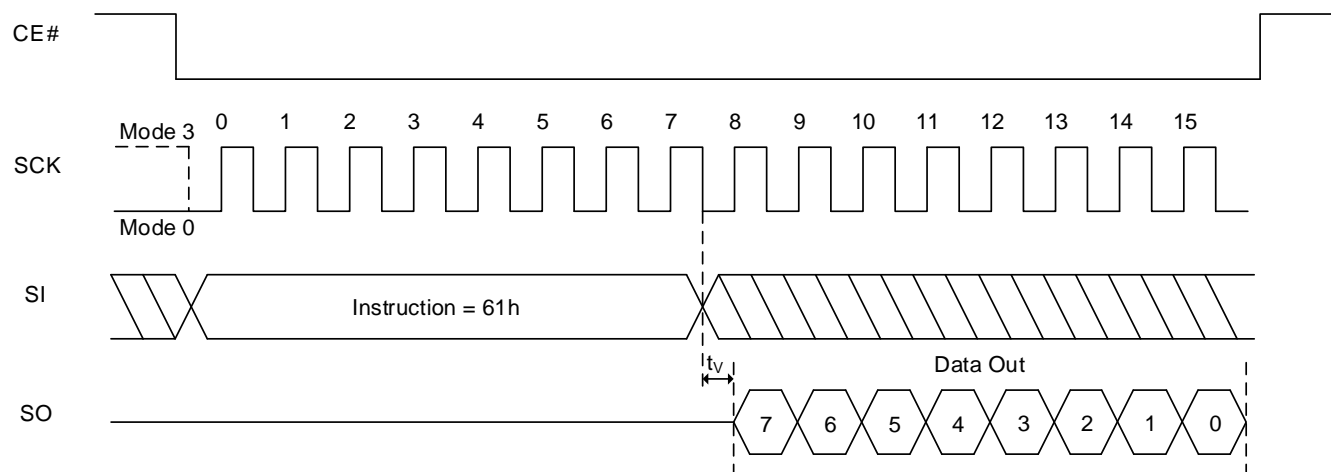 CE#
0 1 2 3 4 5 6 7 8 9 10 11 12 13 14 15
Mode 3
SCK
Mode 0
SI
Instruction = 61h
tV
Data Out
SO
7 6 5 4 3 2 1 0